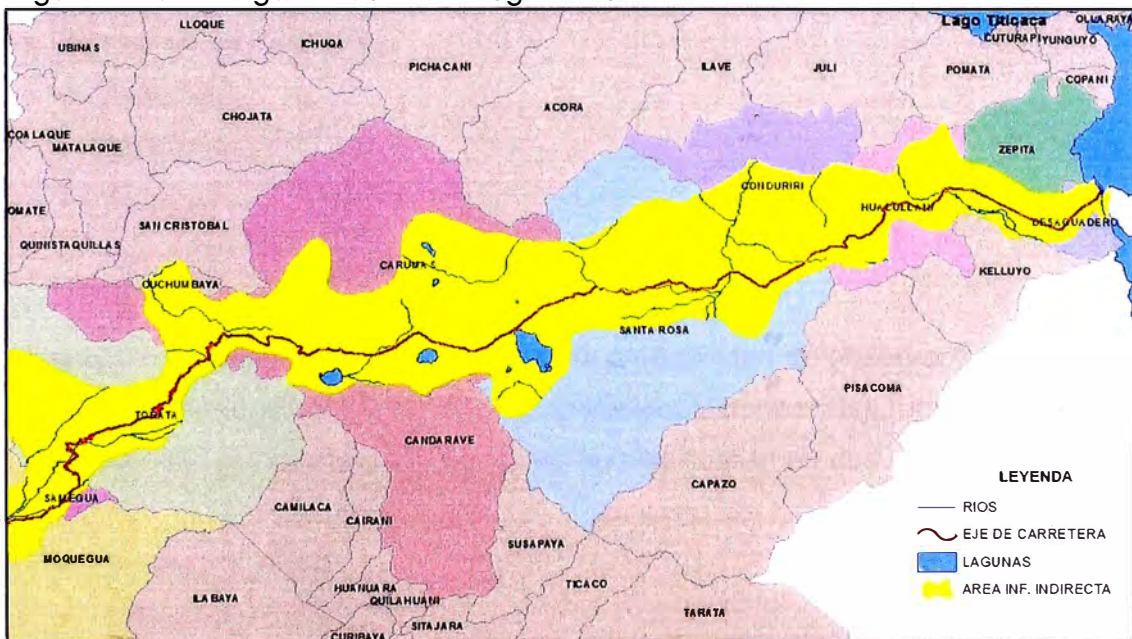 Lago Titicaca
OLLARAYA
LLOQUE
UBINAS
ICHUÑA
CUTURAPI
YUNGUYO
PICHACANI
ILAVE
JULI
POMATA
COPANI
CHOJATA
ACORA
COALAQUE
MATALAQUE
ZEPITA
OMATE
SAN CRISTOBAL
CONDURIRI
HUACULLANI
DESAGUADERO
QUINISTAQUILLAS
CARUMAS
KELLUYO
CUCHUMBAYA
SANTA ROSA
PISACOMA
TORATA
CANDARAVE
SAMEGUA
CAPAZO
LEYENDA
CAMILACA
RIOS
CAIRANI
EJE DE CARRETERA
SUSAPAYA
MOQUEGUA
LAGUNAS
HUANUARA
TICACO
QUILAHUANI
AREA INF. INDIRECTA
ILABAYA
TARATA
SITAJARA
CURIBAYA